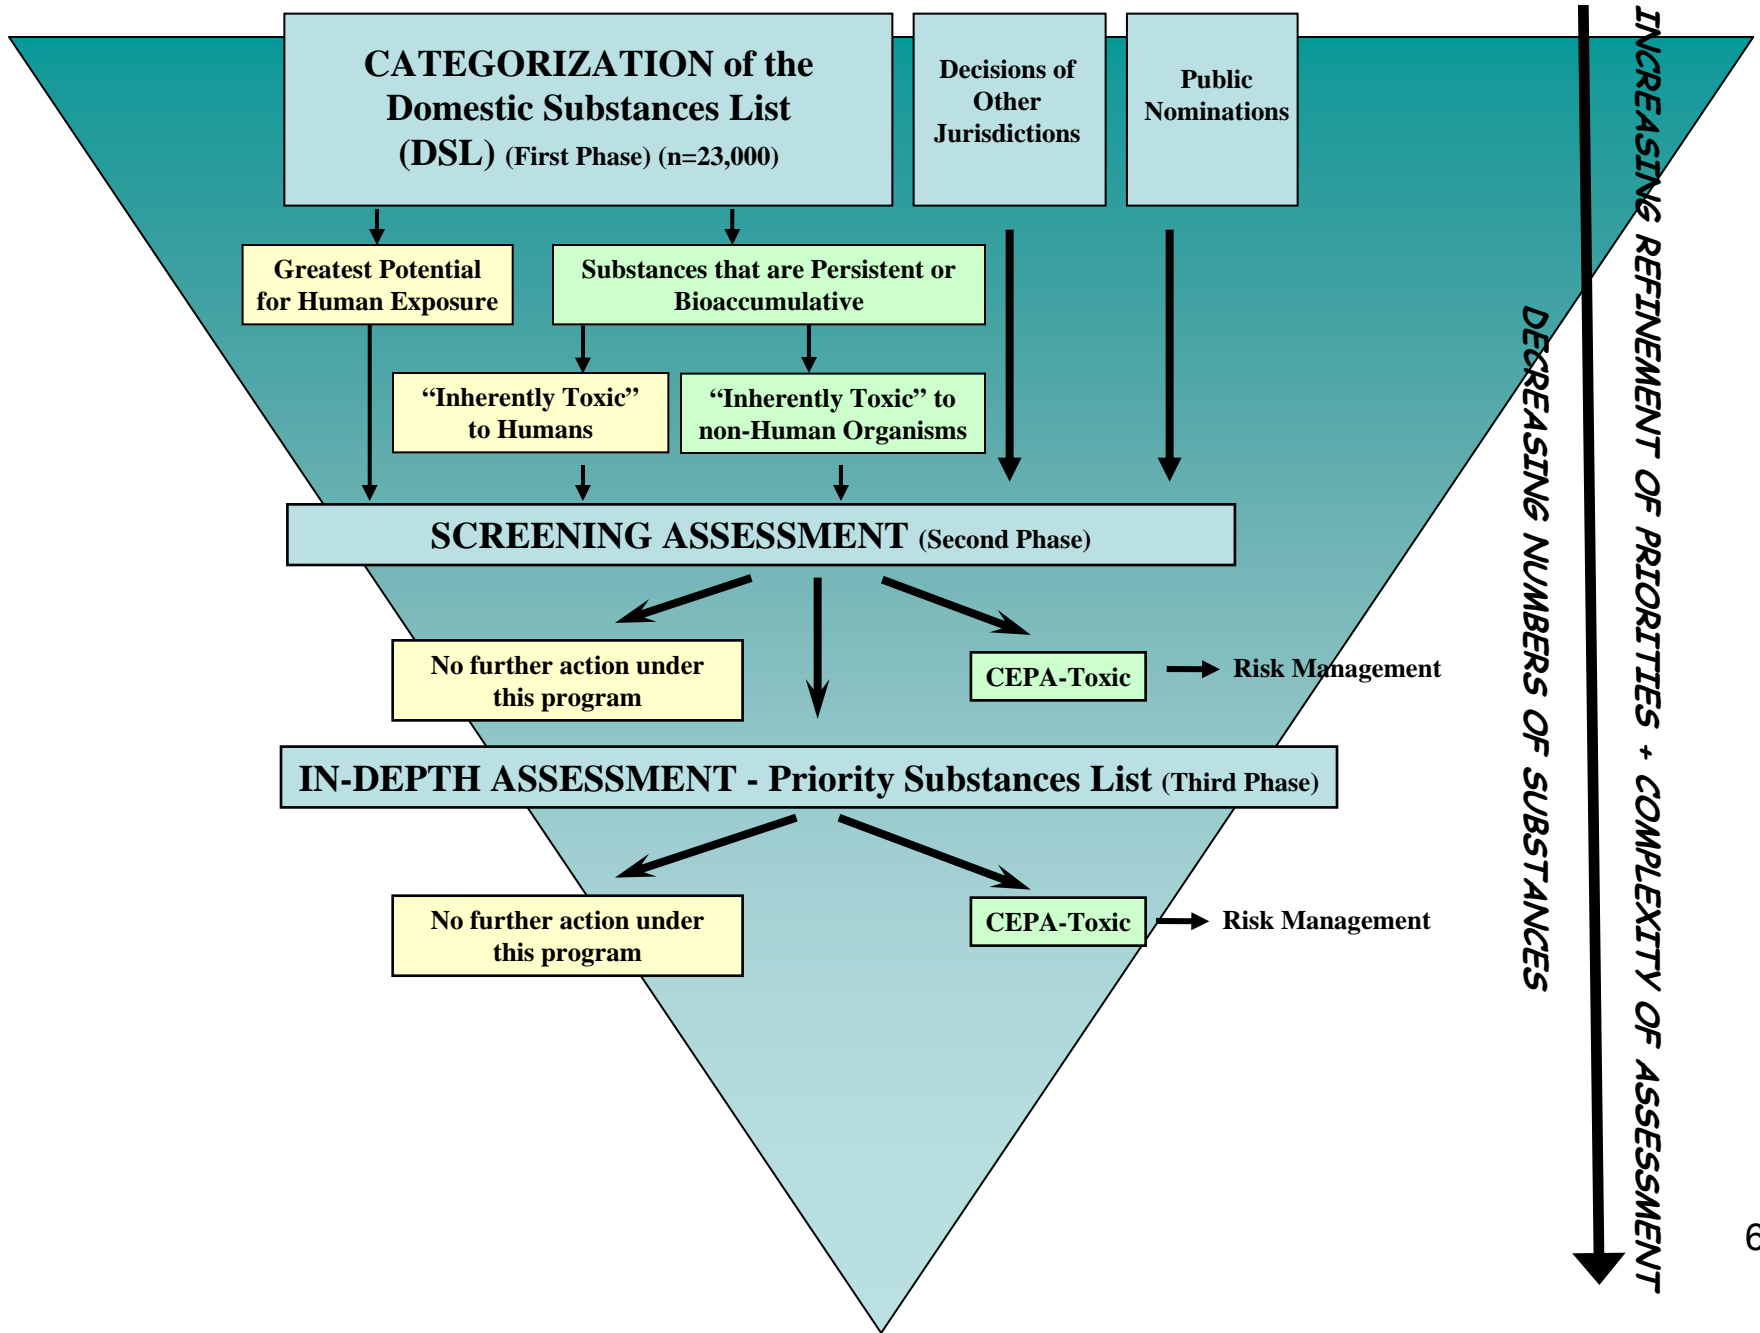 CATEGORIZATION of the
Domestic Substances List
(DSL) (First Phase) (n=23,000)
Decisions of
Other
Jurisdictions
Public
Nominations
Greatest Potential
for Human Exposure
Substances that are Persistent or
Bioaccumulative
“Inherently Toxic”
to Humans
“Inherently Toxic” to
non-Human Organisms
SCREENING ASSESSMENT (Second Phase)
No further action under
this program
CEPA-Toxic
Risk Management
IN-DEPTH ASSESSMENT - Priority Substances List (Third Phase)
No further action under
this program
CEPA-Toxic
Risk Management
DECREASING NUMBERS OF SUBSTANCES
INCREASING REFINEMENT OF PRIORITIES + COMPLEXITY OF ASSESSMENT
6